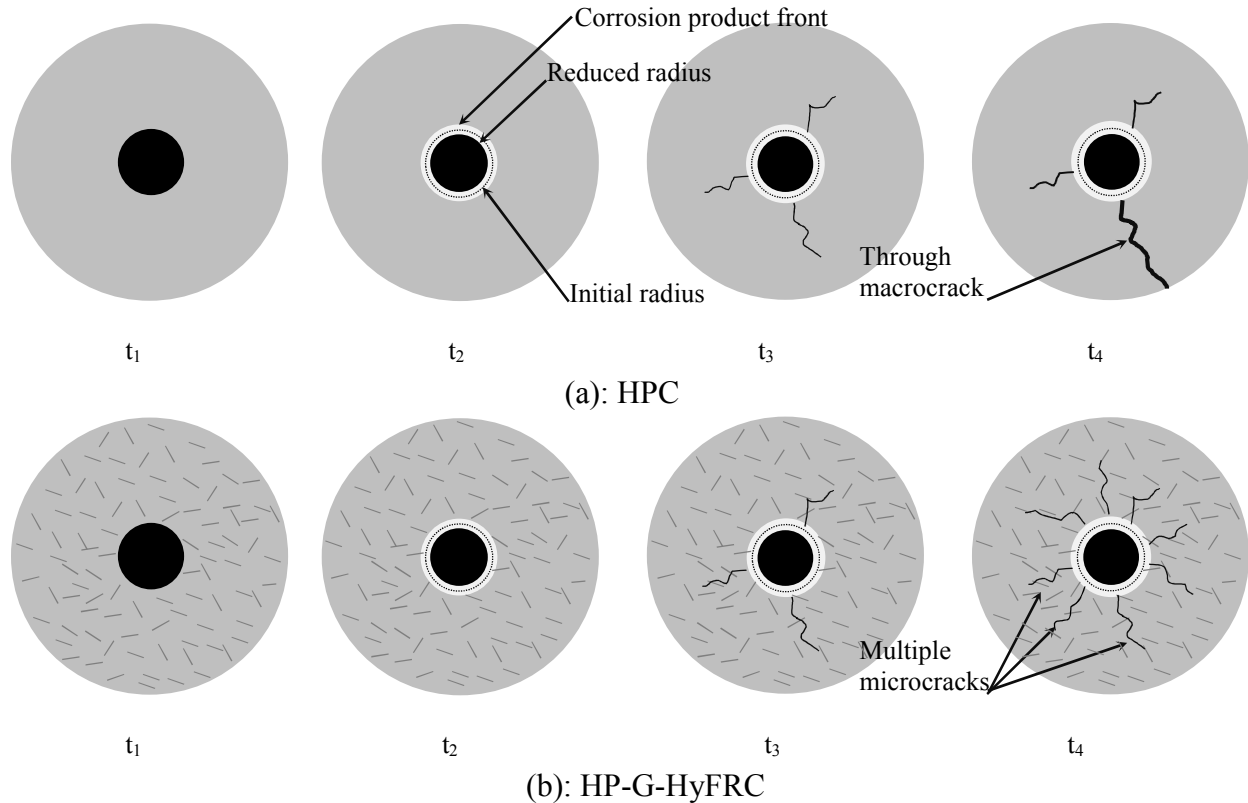 Corrosion product front
Reduced radius
Initial radius
Through
macrocrack
t₁
t₂
t₃
t₄
(a): HPC
Multiple
microcracks
t₁
t₂
t₃
t₄
(b): HP-G-HyFRC